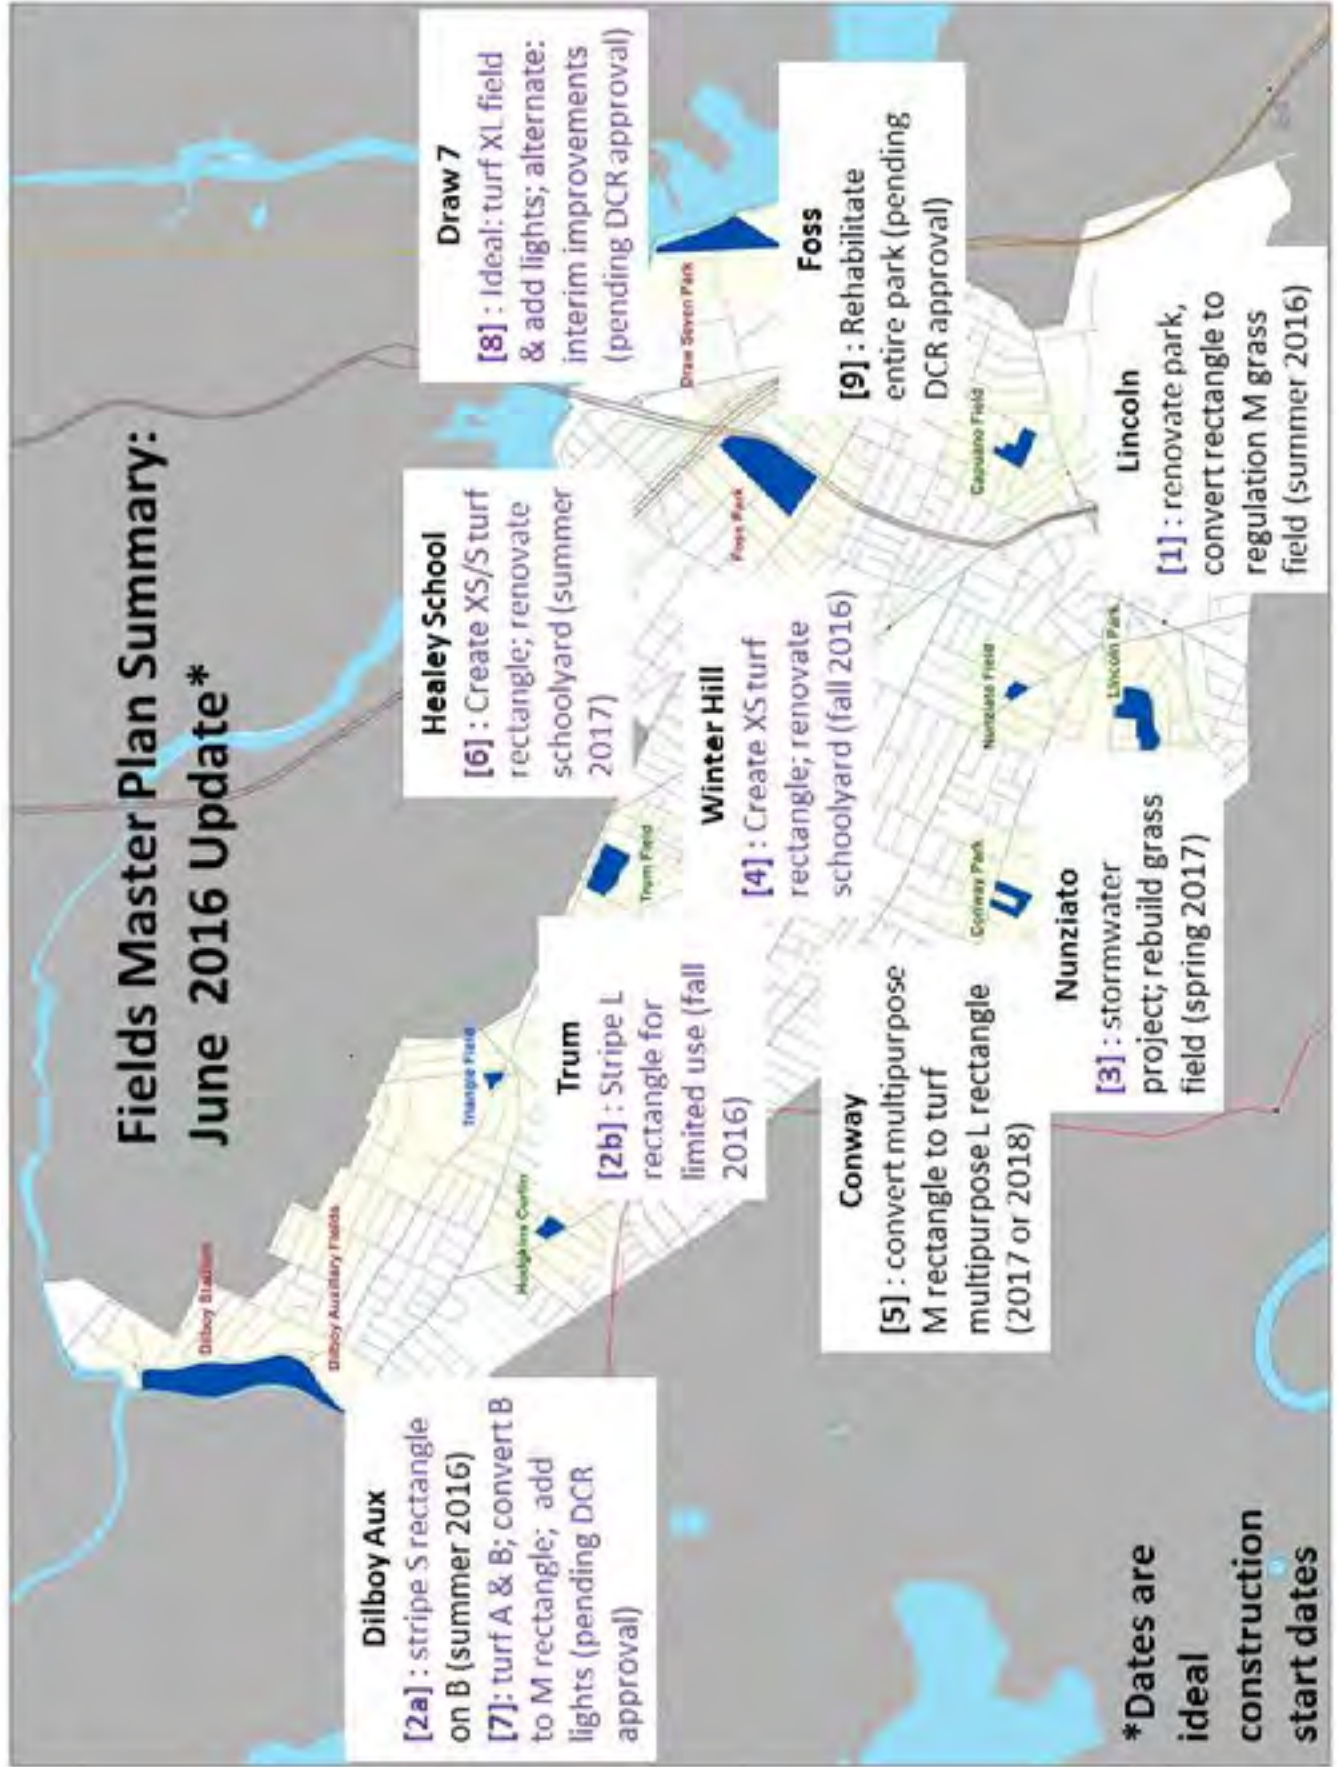 Fields Master Plan Summary:
June 2016 Update*
Dilboy Aux
[2a] : stripe S rectangle
on B (summer 2016)
[7]: turf A & B; convert B
to M rectangle; add
lights (pending DCR
approval)
Dilboy Stadium
Dilboy Auxiliary Fields
Hodgkins Curtin
Triangle Field
Trum
[2b] : Stripe L
rectangle for
limited use (fall
2016)
Trum Field
Healey School
[6] : Create XS/S turf
rectangle; renovate
schoolyard (summer
2017)
Winter Hill
[4] : Create XS turf
rectangle; renovate
schoolyard (fall 2016)
Draw 7
[8] : Ideal: turf XL field
& add lights; alternate:
interim improvements
(pending DCR approval)
Draw Seven Park
Foss Park
Foss
[9] : Rehabilitate
entire park (pending
DCR approval)
Capuano Field
Conway
[5] : convert multipurpose
M rectangle to turf
multipurpose L rectangle
(2017 or 2018)
Conway Park
Nunziato Field
Lincoln Park
Nunziato
[3] : stormwater
project; rebuild grass
field (spring 2017)
Lincoln
[1] : renovate park,
convert rectangle to
regulation M grass
field (summer 2016)
*Dates are
ideal
construction
start dates